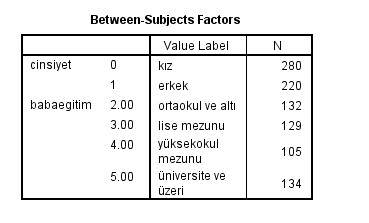 Between-Subjects Factors
Value Label N
cinsiyet 0 kız 280
1 erkek 220
babaegitim 2.00 ortaokul ve altı 132
3.00 lise mezunu 129
4.00 yüksekokul mezunu 105
5.00 üniversite ve üzeri 134